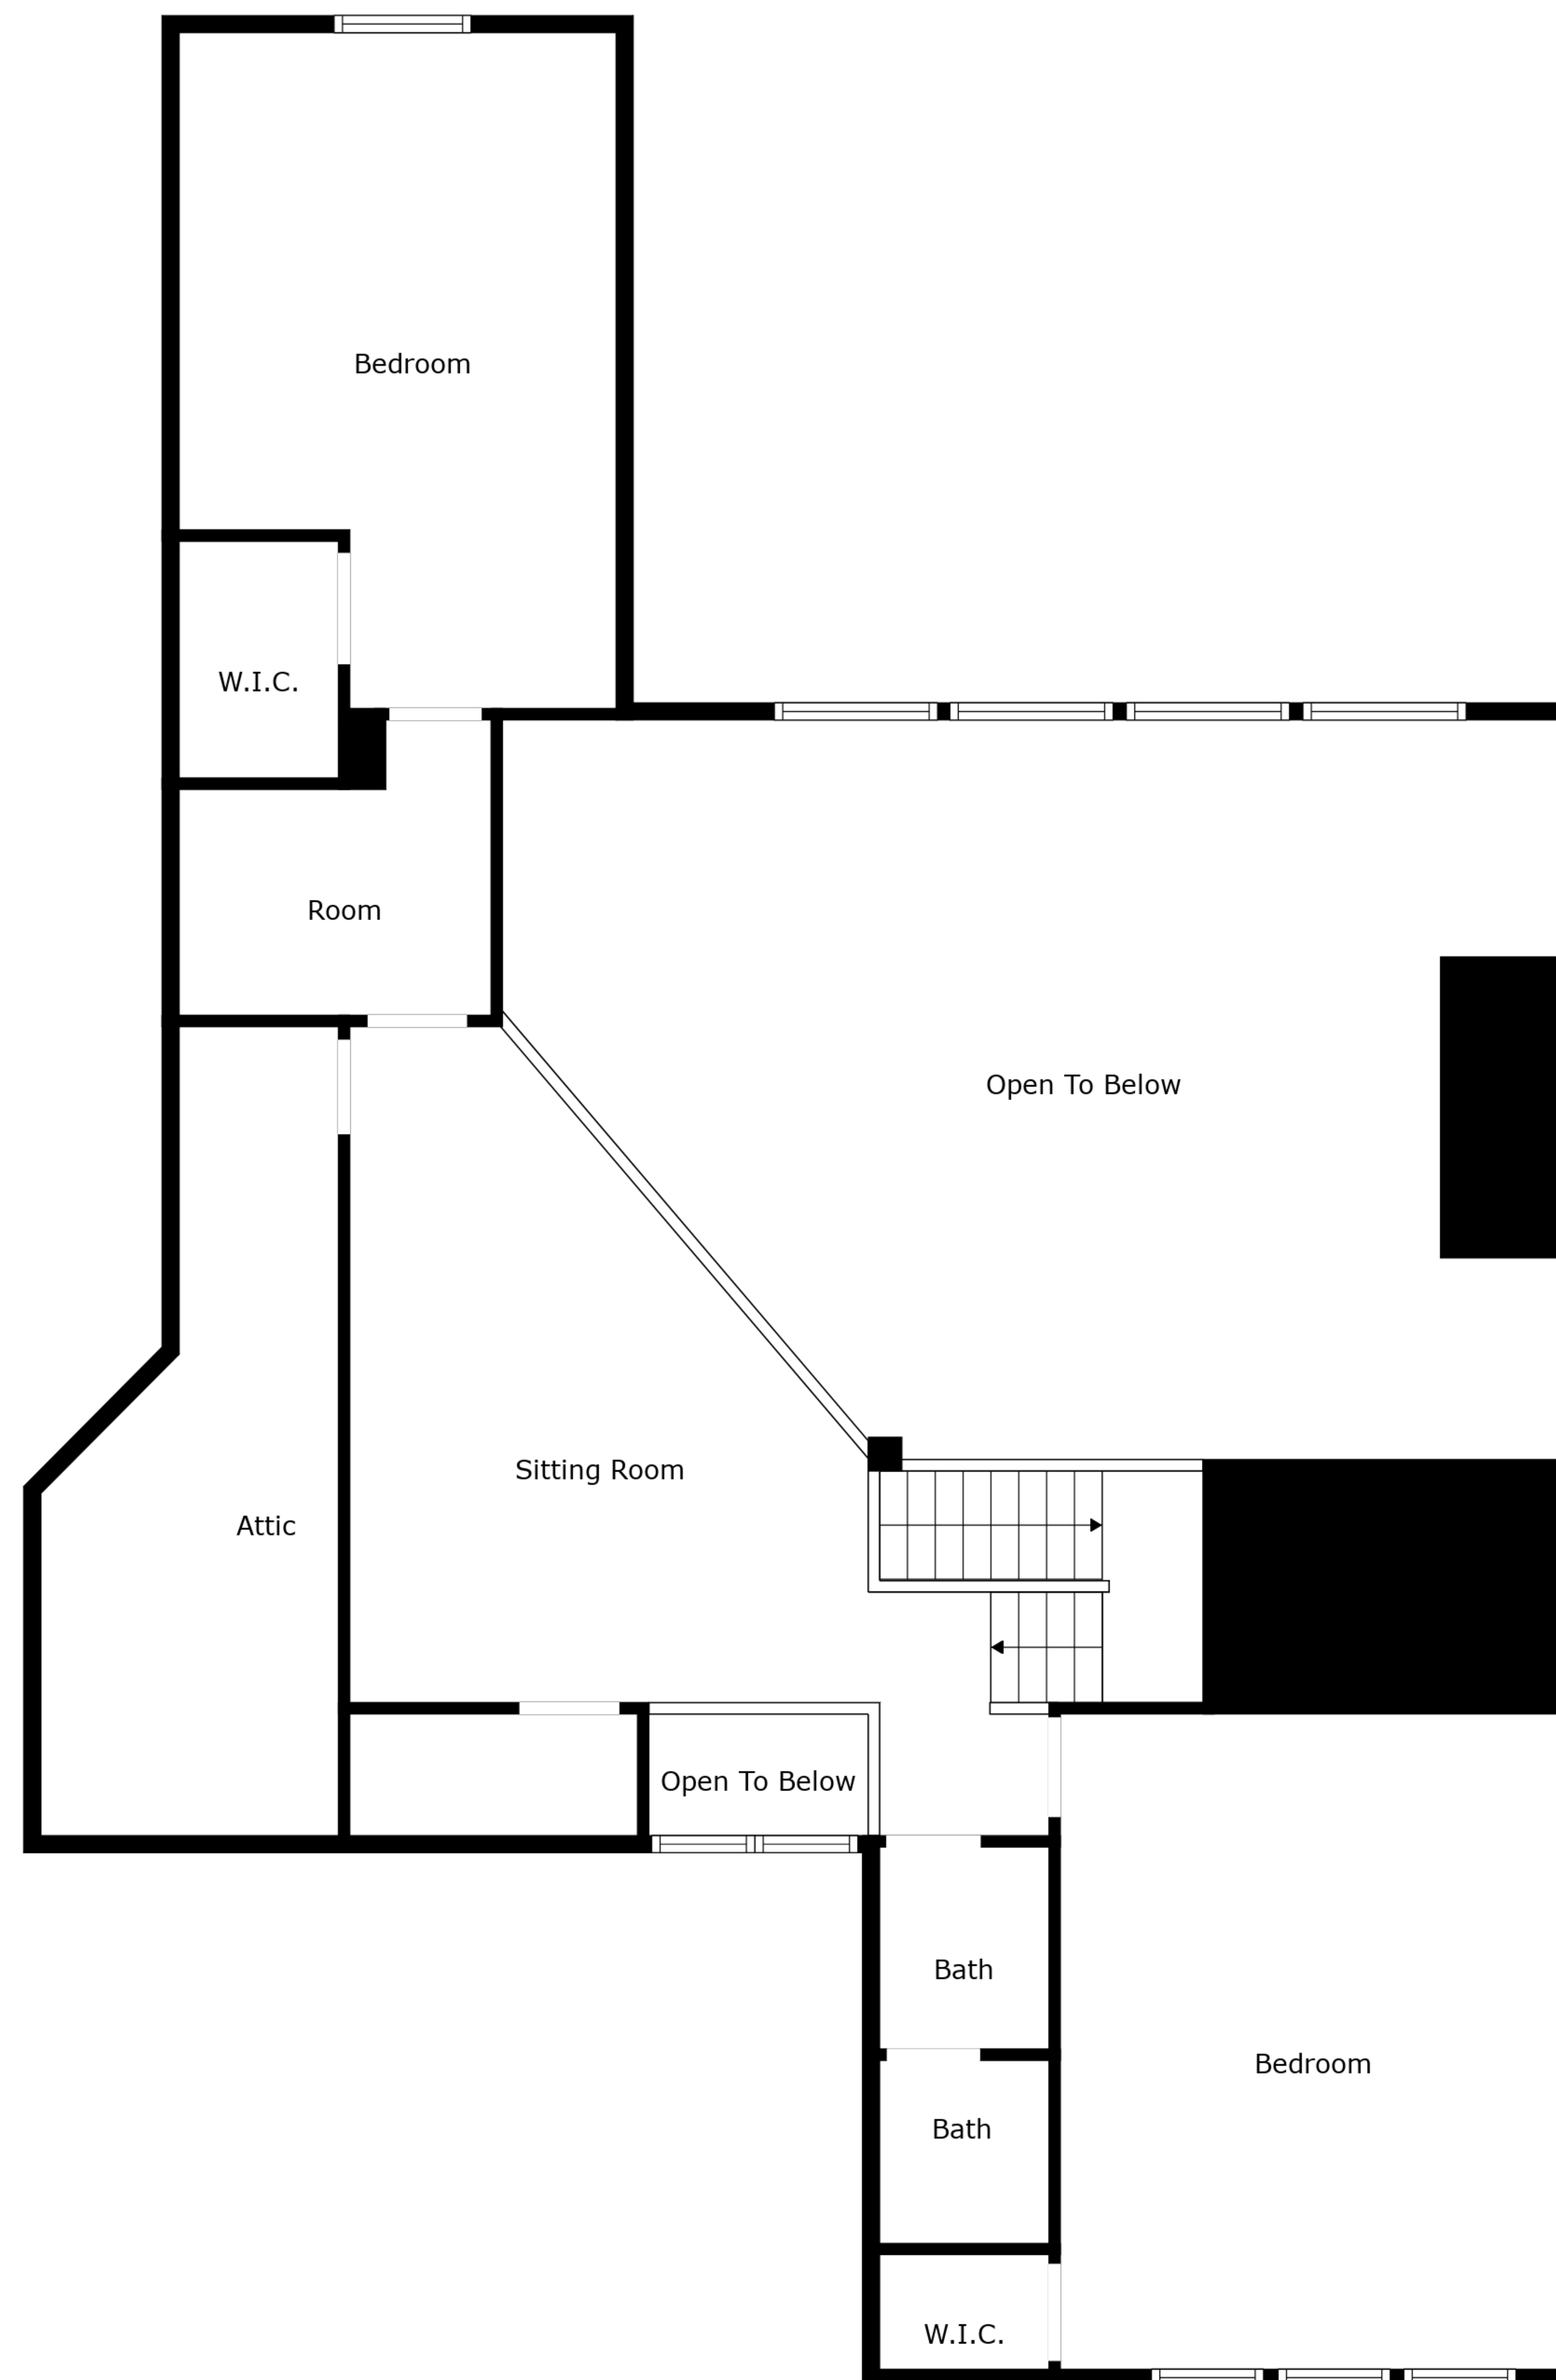 Bedroom
W.I.C.
Room
Open To Below
Sitting Room
Attic
Open To Below
Bath
Bedroom
Bath
W.I.C.